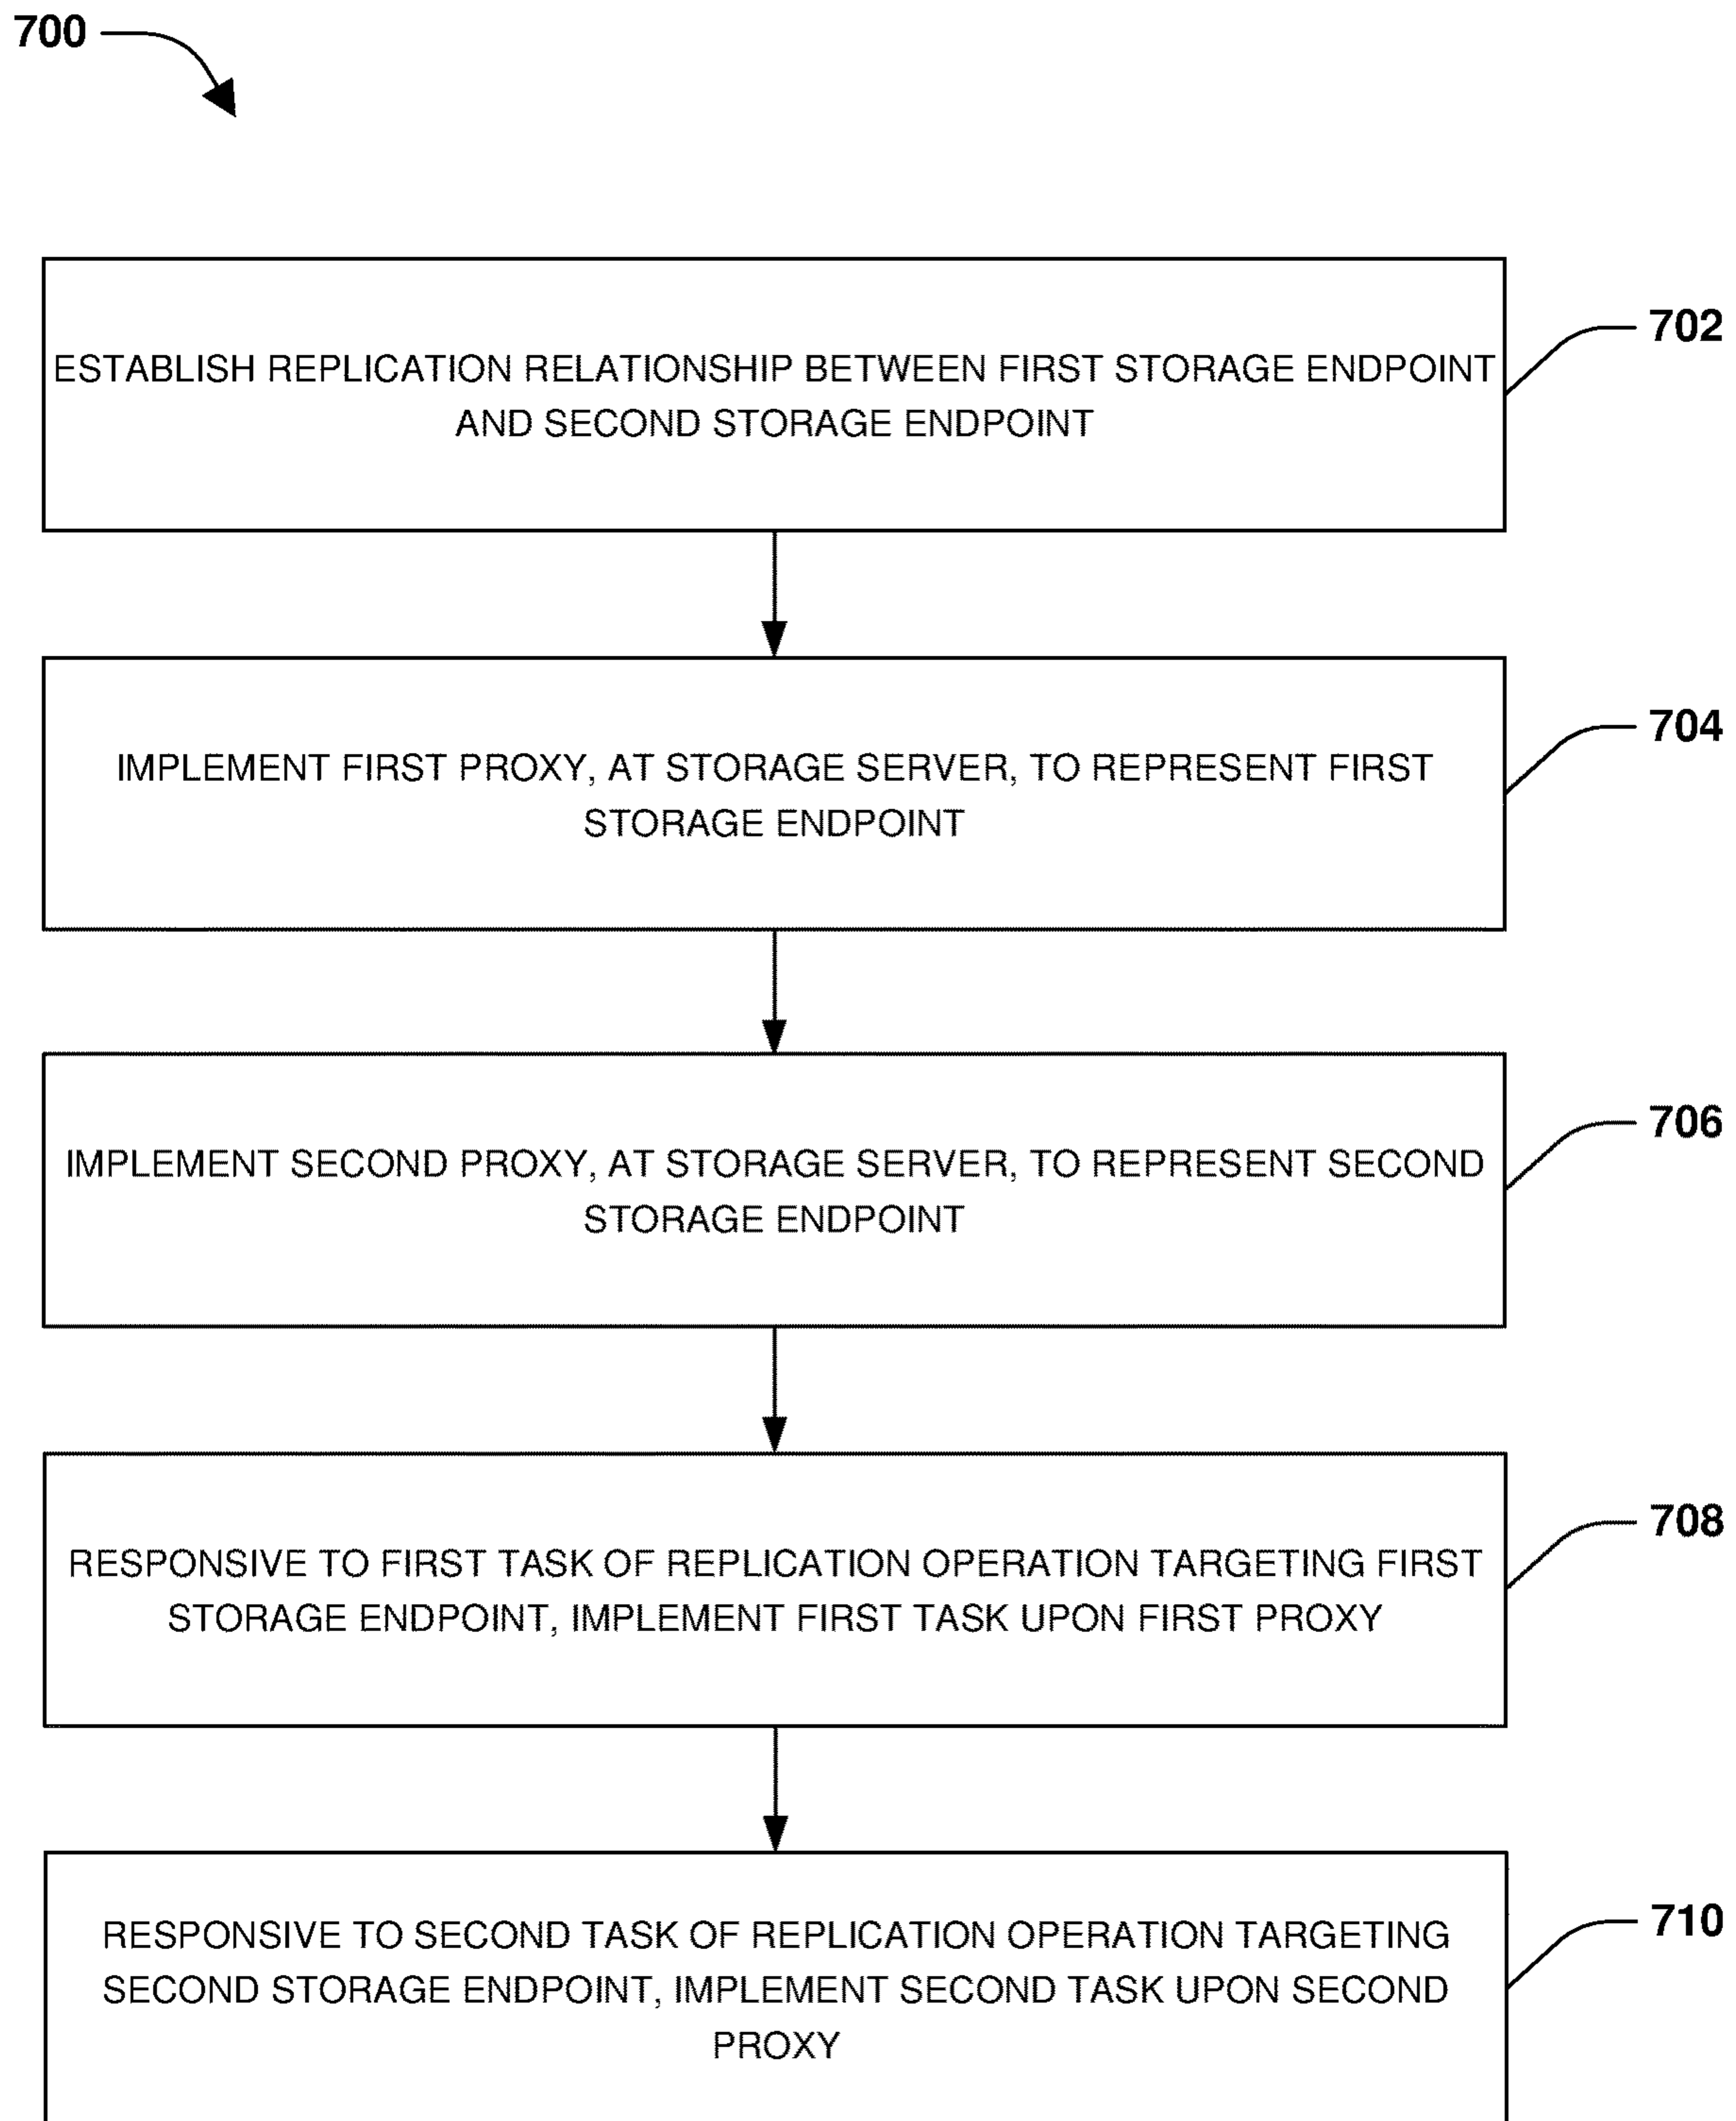 700
ESTABLISH REPLICATION RELATIONSHIP BETWEEN FIRST STORAGE ENDPOINT
AND SECOND STORAGE ENDPOINT
702
IMPLEMENT FIRST PROXY, AT STORAGE SERVER, TO REPRESENT FIRST
STORAGE ENDPOINT
704
IMPLEMENT SECOND PROXY, AT STORAGE SERVER, TO REPRESENT SECOND
STORAGE ENDPOINT
706
RESPONSIVE TO FIRST TASK OF REPLICATION OPERATION TARGETING FIRST
STORAGE ENDPOINT, IMPLEMENT FIRST TASK UPON FIRST PROXY
708
RESPONSIVE TO SECOND TASK OF REPLICATION OPERATION TARGETING
SECOND STORAGE ENDPOINT, IMPLEMENT SECOND TASK UPON SECOND
PROXY
710